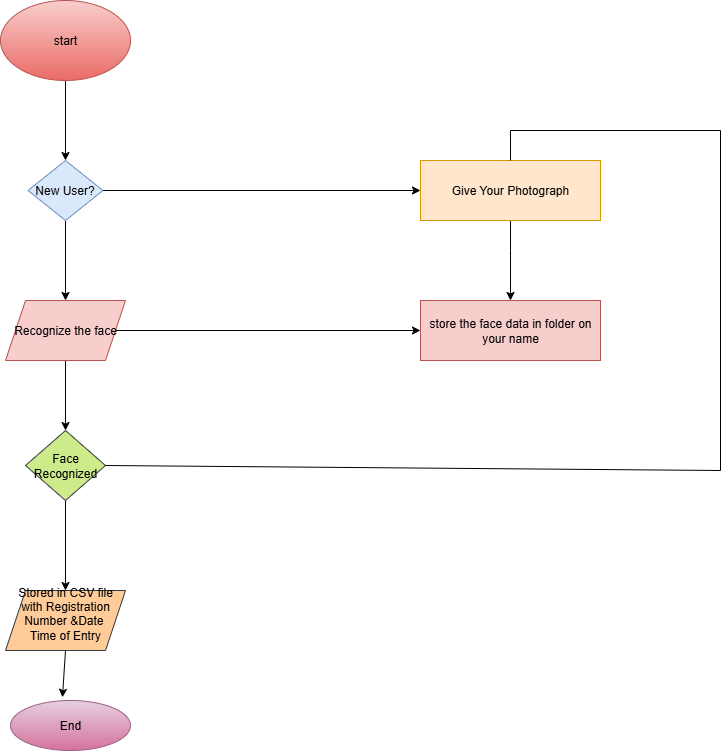 start
New User?
Give Your Photograph
Recognize the face
store the face data in folder on
your name
Face
Recognized
Stored in CSV file
with Registration
Number &Date
Time of Entry
End